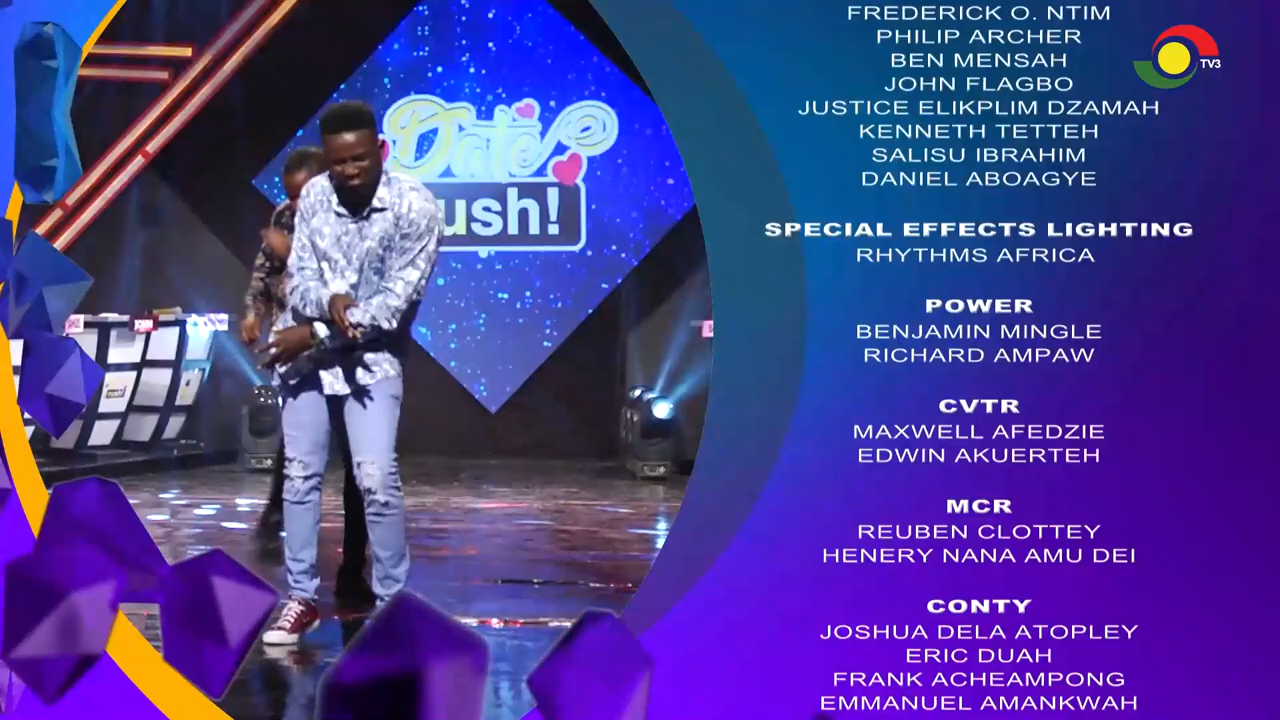 FREDERICK O. NTIM
PHILIP ARCHER
BEN MENSAH
JOHN FLAGBO
JUSTICE ELIKPLIM DZAMAH
KENNETH TETTEH
SALISU IBRAHIM
DANIEL ABOAGYE
SPECIAL EFFECTS LIGHTING
RHYTHMS AFRICA
POWER
BENJAMIN MINGLE
RICHARD AMPAW
CVTR
MAXWELL AFEDZIE
EDWIN AKUERTEH
MCR
REUBEN CLOTTEY
HENERY NANA AMU DEI
CONTY
JOSHUA DELA ATOPLEY
ERIC DUAH
FRANK ACHEAMPONG
EMMANUEL AMANKWAH
TV3
Date
ush!
rush!